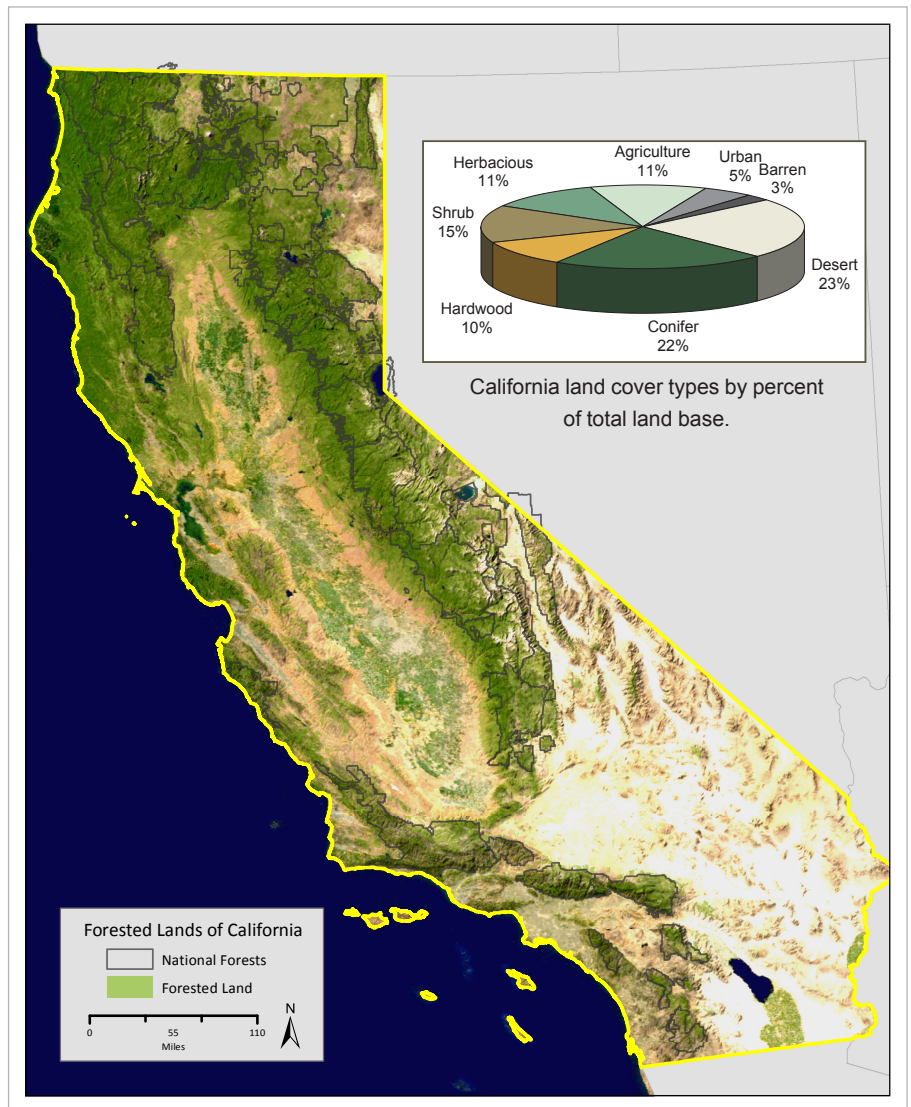 Agriculture
11%
Urban
5%
Barren
3%
Herbacious
11%
Shrub
15%
Desert
23%
Hardwood
10%
Conifer
22%
California land cover types by percent
of total land base.
Forested Lands of California
National Forests
Forested Land
N
0 55 110
Miles